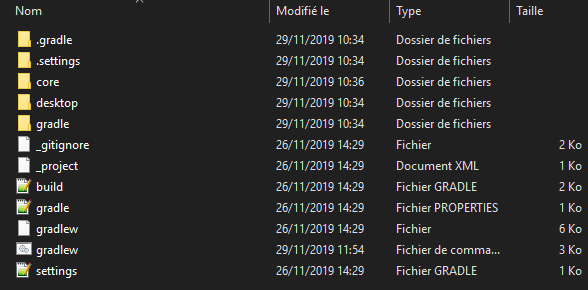 Nom Modifié le Type Taille
.gradle 29/11/2019 10:34 Dossier de fichiers
.settings 29/11/2019 10:34 Dossier de fichiers
core 29/11/2019 10:36 Dossier de fichiers
desktop 29/11/2019 10:34 Dossier de fichiers
gradle 29/11/2019 10:34 Dossier de fichiers
_gitignore 26/11/2019 14:29 Fichier 2 Ko
_project 26/11/2019 14:29 Document XML 1 Ko
build 26/11/2019 14:29 Fichier GRADLE 2 Ko
gradle 26/11/2019 14:29 Fichier PROPERTIES 1 Ko
gradlew 26/11/2019 14:29 Fichier 6 Ko
gradlew 29/11/2019 11:54 Fichier de comma... 3 Ko
settings 26/11/2019 14:29 Fichier GRADLE 1 Ko